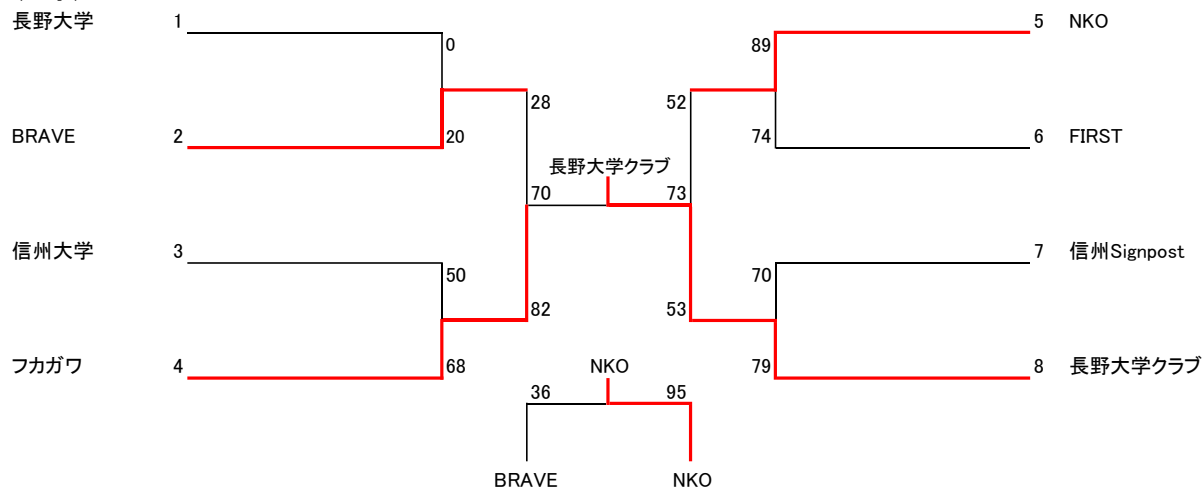 長野大学 1 5 NKO
0 89
28 52
BRAVE 2 20 74 6 FIRST
長野大学クラブ
70 73
信州大学 3 7 信州Signpost
50 70
82 53
フカガワ 4 68 NKO 79 8 長野大学クラブ
36 95
BRAVE NKO